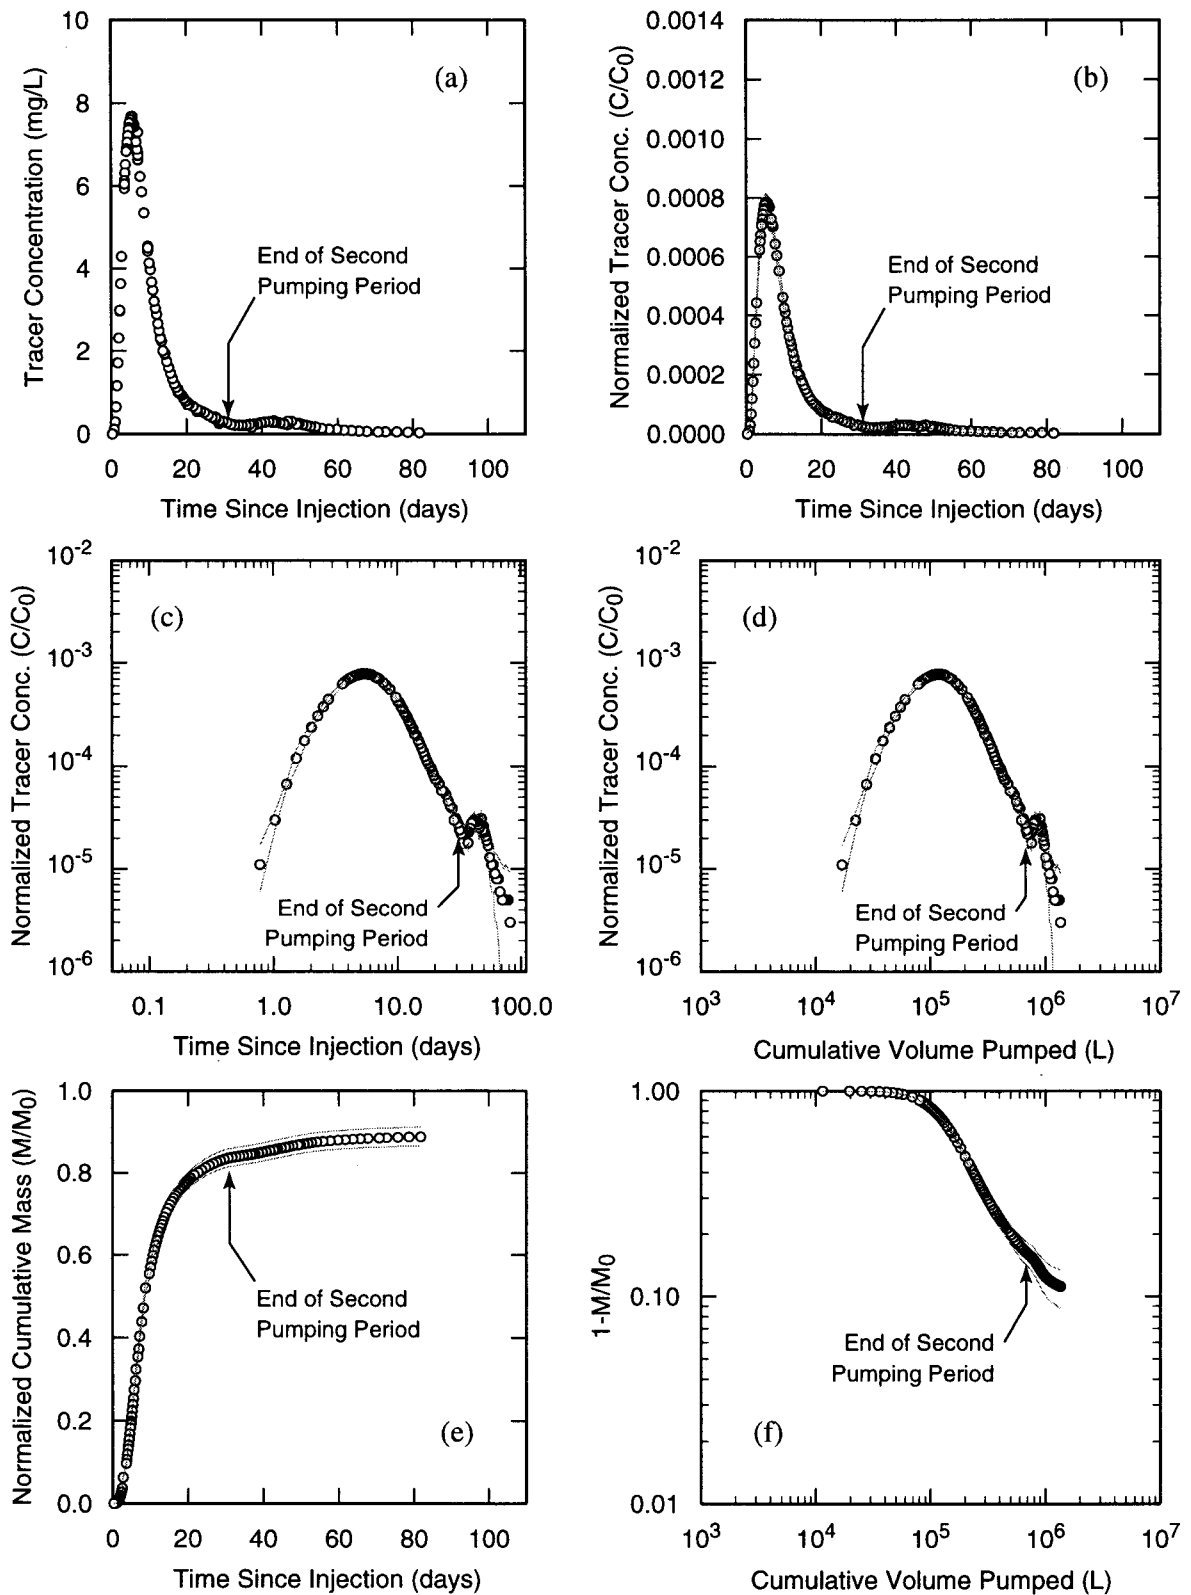 (a)
Tracer Concentration (mg/L)
10
8
6
4
2
0
End of Second
Pumping Period
0 20 40 60 80 100
Time Since Injection (days)
(b)
Normalized Tracer Conc. (C/C0)
0.0014
0.0012
0.0010
0.0008
0.0006
0.0004
0.0002
0.0000
End of Second
Pumping Period
0 20 40 60 80 100
Time Since Injection (days)
(c)
Normalized Tracer Conc. (C/C0)
10-2
10-3
10-4
10-5
10-6
End of Second
Pumping Period
0.1 1.0 10.0 100.0
Time Since Injection (days)
(d)
Normalized Tracer Conc. (C/C0)
10-2
10-3
10-4
10-5
10-6
End of Second
Pumping Period
103 104 105 106 107
Cumulative Volume Pumped (L)
Normalized Cumulative Mass (M/M0)
1.0
0.8
0.6
0.4
0.2
0.0
End of Second
Pumping Period
(e)
0 20 40 60 80 100
Time Since Injection (days)
1-M/M0
1.00
0.10
0.01
End of Second
Pumping Period
(f)
103 104 105 106 107
Cumulative Volume Pumped (L)